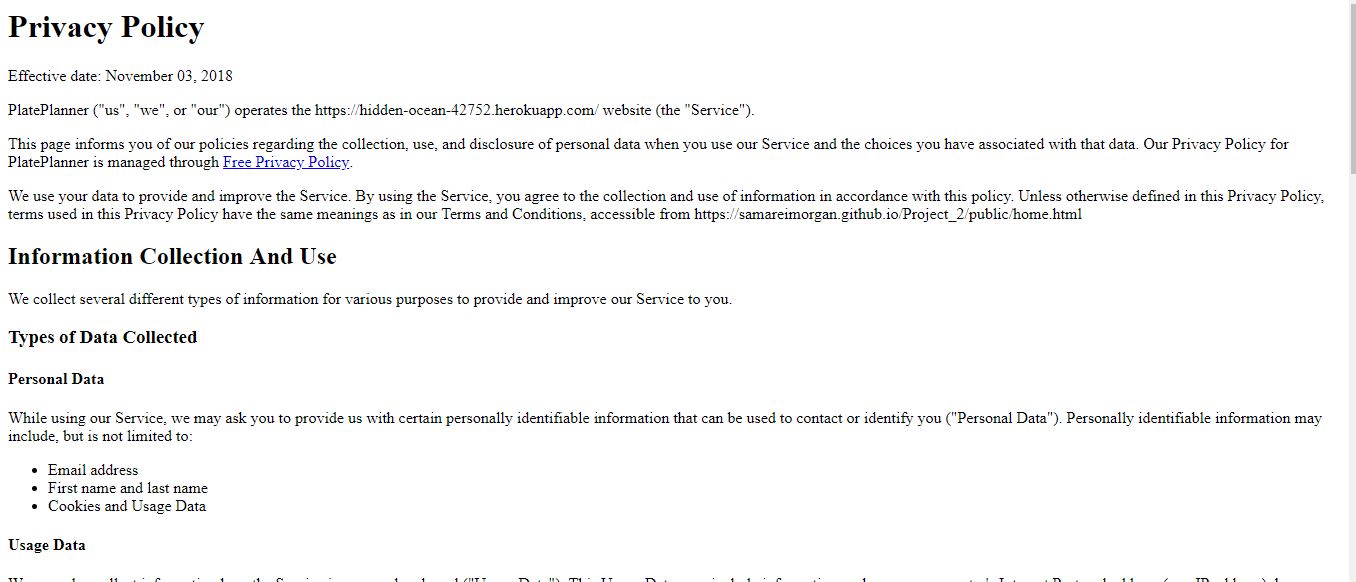 Privacy Policy
Effective date: November 03, 2018
PlatePlanner ("us", "we", or "our") operates the https://hidden-ocean-42752.herokuapp.com/ website (the "Service").
This page informs you of our policies regarding the collection, use, and disclosure of personal data when you use our Service and the choices you have associated with that data. Our Privacy Policy for
PlatePlanner is managed through Free Privacy Policy.
We use your data to provide and improve the Service. By using the Service, you agree to the collection and use of information in accordance with this policy. Unless otherwise defined in this Privacy Policy,
terms used in this Privacy Policy have the same meanings as in our Terms and Conditions, accessible from https://samareimorgan.github.io/Project_2/public/home.html
Information Collection And Use
We collect several different types of information for various purposes to provide and improve our Service to you.
Types of Data Collected
Personal Data
While using our Service, we may ask you to provide us with certain personally identifiable information that can be used to contact or identify you ("Personal Data"). Personally identifiable information may
include, but is not limited to:
• Email address
• First name and last name
• Cookies and Usage Data
Usage Data